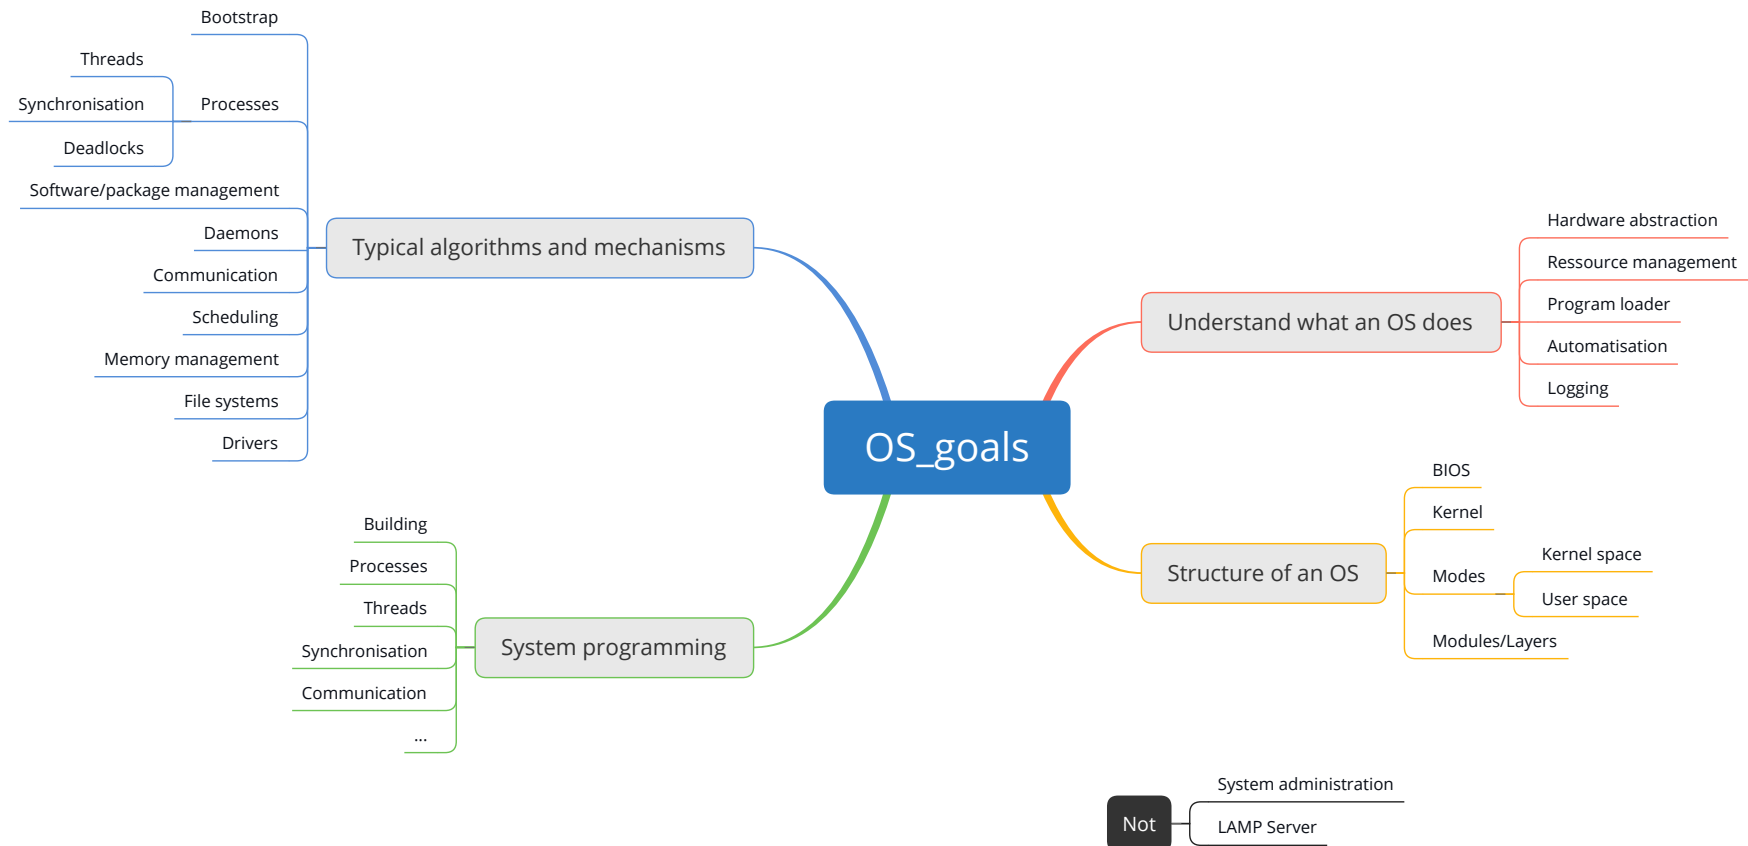 Bootstrap
Threads
Synchronisation
Deadlocks
Processes
Software/package management
Daemons
Communication
Scheduling
Memory management
File systems
Drivers
Typical algorithms and mechanisms
Building
Processes
Threads
Synchronisation
Communication
...
System programming
OS_goals
Understand what an OS does
Hardware abstraction
Ressource management
Program loader
Automatisation
Logging
Structure of an OS
BIOS
Kernel
Modes
Kernel space
User space
Modules/Layers
Not
System administration
LAMP Server